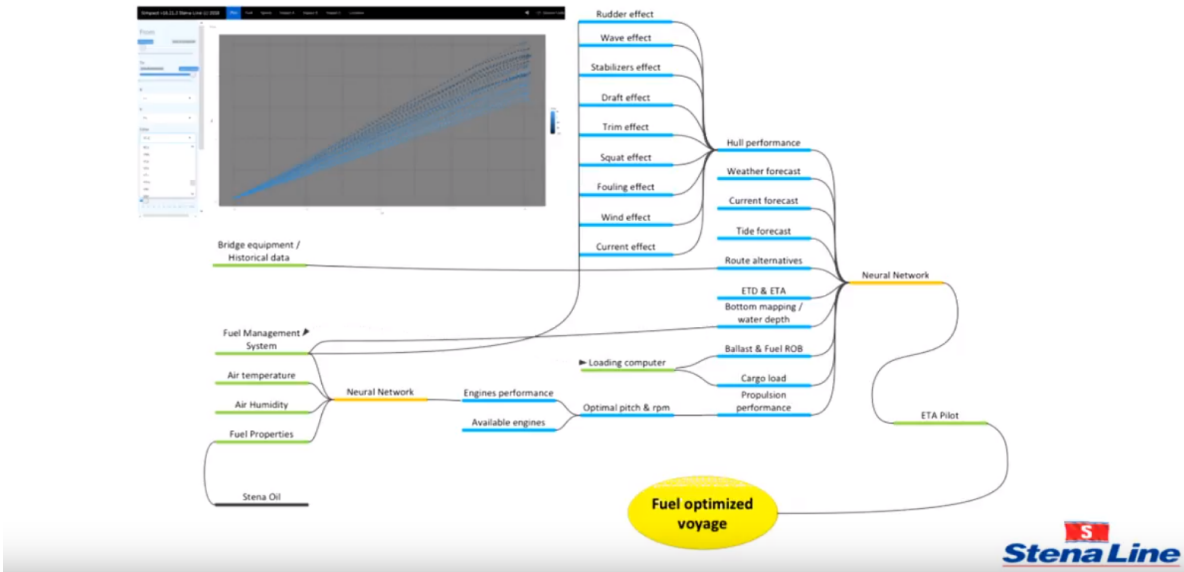 Rudder effect
Wave effect
Stabilizers effect
Draft effect
Trim effect
Squat effect
Fouling effect
Wind effect
Current effect
Hull performance
Weather forecast
Current forecast
Tide forecast
Route alternatives
ETD & ETA
Bottom mapping /
water depth
Ballast & Fuel ROB
Cargo load
Propulsion
performance
Neural Network
Bridge equipment /
Historical data
Fuel Management
System
Air temperature
Air Humidity
Fuel Properties
Stena Oil
Neural Network
Engines performance
Available engines
Loading computer
Optimal pitch & rpm
ETA Pilot
Fuel optimized
voyage
S
Stena Line